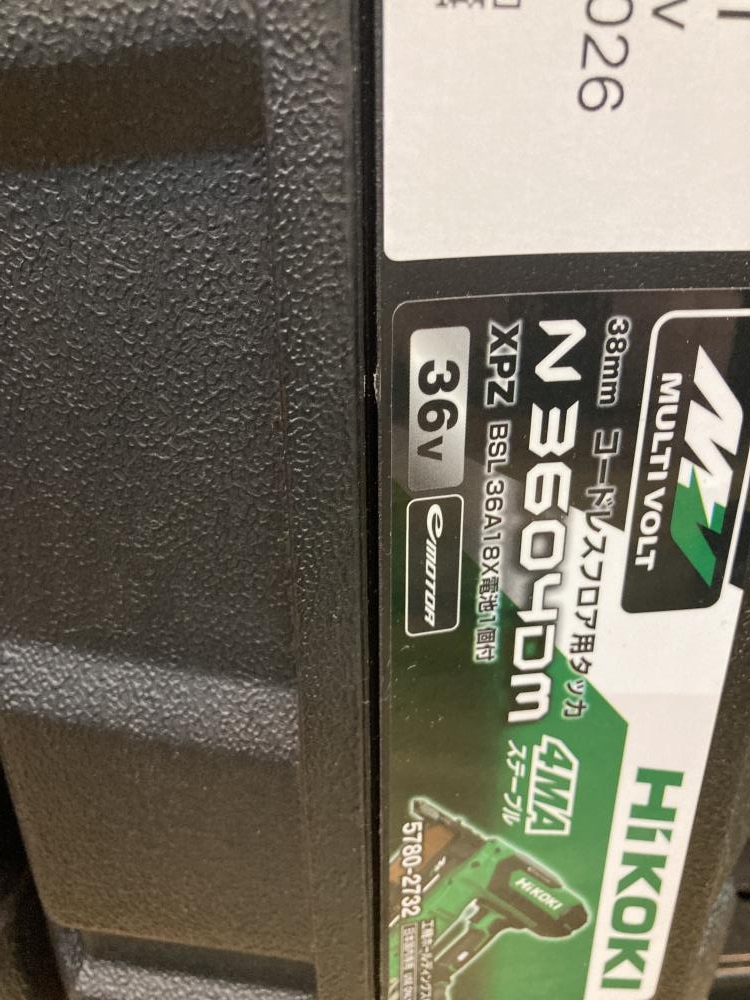 V
026
MULTI VOLT
HiKOKI
38mm コードレスフロア用タッカ
N3604DM
4MA
ステープル
XPZ BSL 36A18X電池1個付
36V
e MOTOR
HiKOKI
5780-2732